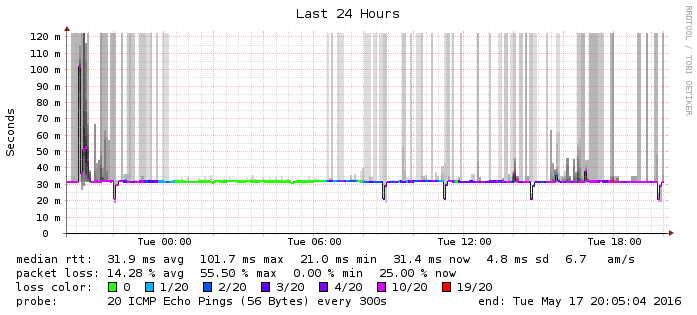 Last 24 Hours
RRDTOOL / TOBI OETIKER
Seconds
120 m
110 m
100 m
90 m
80 m
70 m
60 m
50 m
40 m
30 m
20 m
10 m
0
Tue 00:00 Tue 06:00 Tue 12:00 Tue 18:00
median rtt: 31.9 ms avg 101.7 ms max 21.0 ms min 31.4 ms now 4.8 ms sd 6.7 am/s
packet loss: 14.28 % avg 55.50 % max 0.00 % min 25.00 % now
loss color: 0 1/20 2/20 3/20 4/20 10/20 19/20
probe: 20 ICMP Echo Pings (56 Bytes) every 300s end: Tue May 17 20:05:04 2016